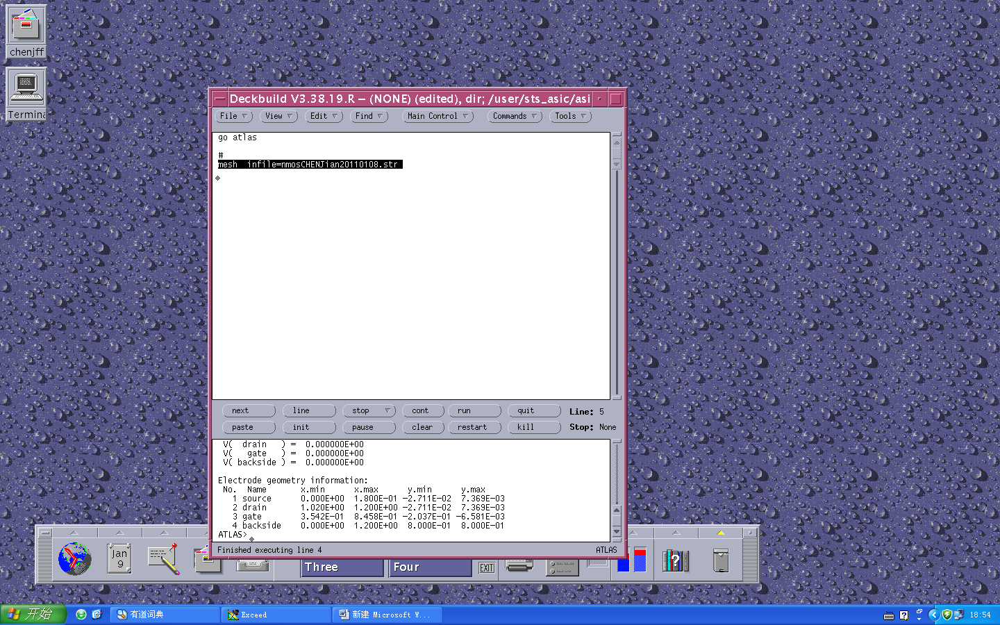 chenjff
Termina
Deckbuild V3.38.19.R – (NONE) (edited), dir; /user/sts_asic/asi
File View Edit Find Main Control Commands Tools
go atlas
#
mesh  infile=nmosCHENJian20110108.str
next line stop cont run quit Line: 5
paste init pause clear restart kill Stop: None
V(  drain   ) =  0.000000E+00
V(   gate   ) =  0.000000E+00
V( backside ) =  0.000000E+00
Electrode geometry information:
No.  Name       x.min      x.max      y.min      y.max
1 source      0.000E+00  1.800E-01 -2.711E-02  7.369E-03
2 drain       1.020E+00  1.200E+00 -2.711E-02  7.369E-03
3 gate        3.542E-01  8.458E-01 -2.037E-01 -6.581E-03
4 backside    0.000E+00  1.200E+00  8.000E-01  8.000E-01
ATLAS>
Finished executing line 4 ATLAS
Jan
9
Three Four EXIT
?
开始 有道词典 Exceed 新建 Microsoft W... 18:54